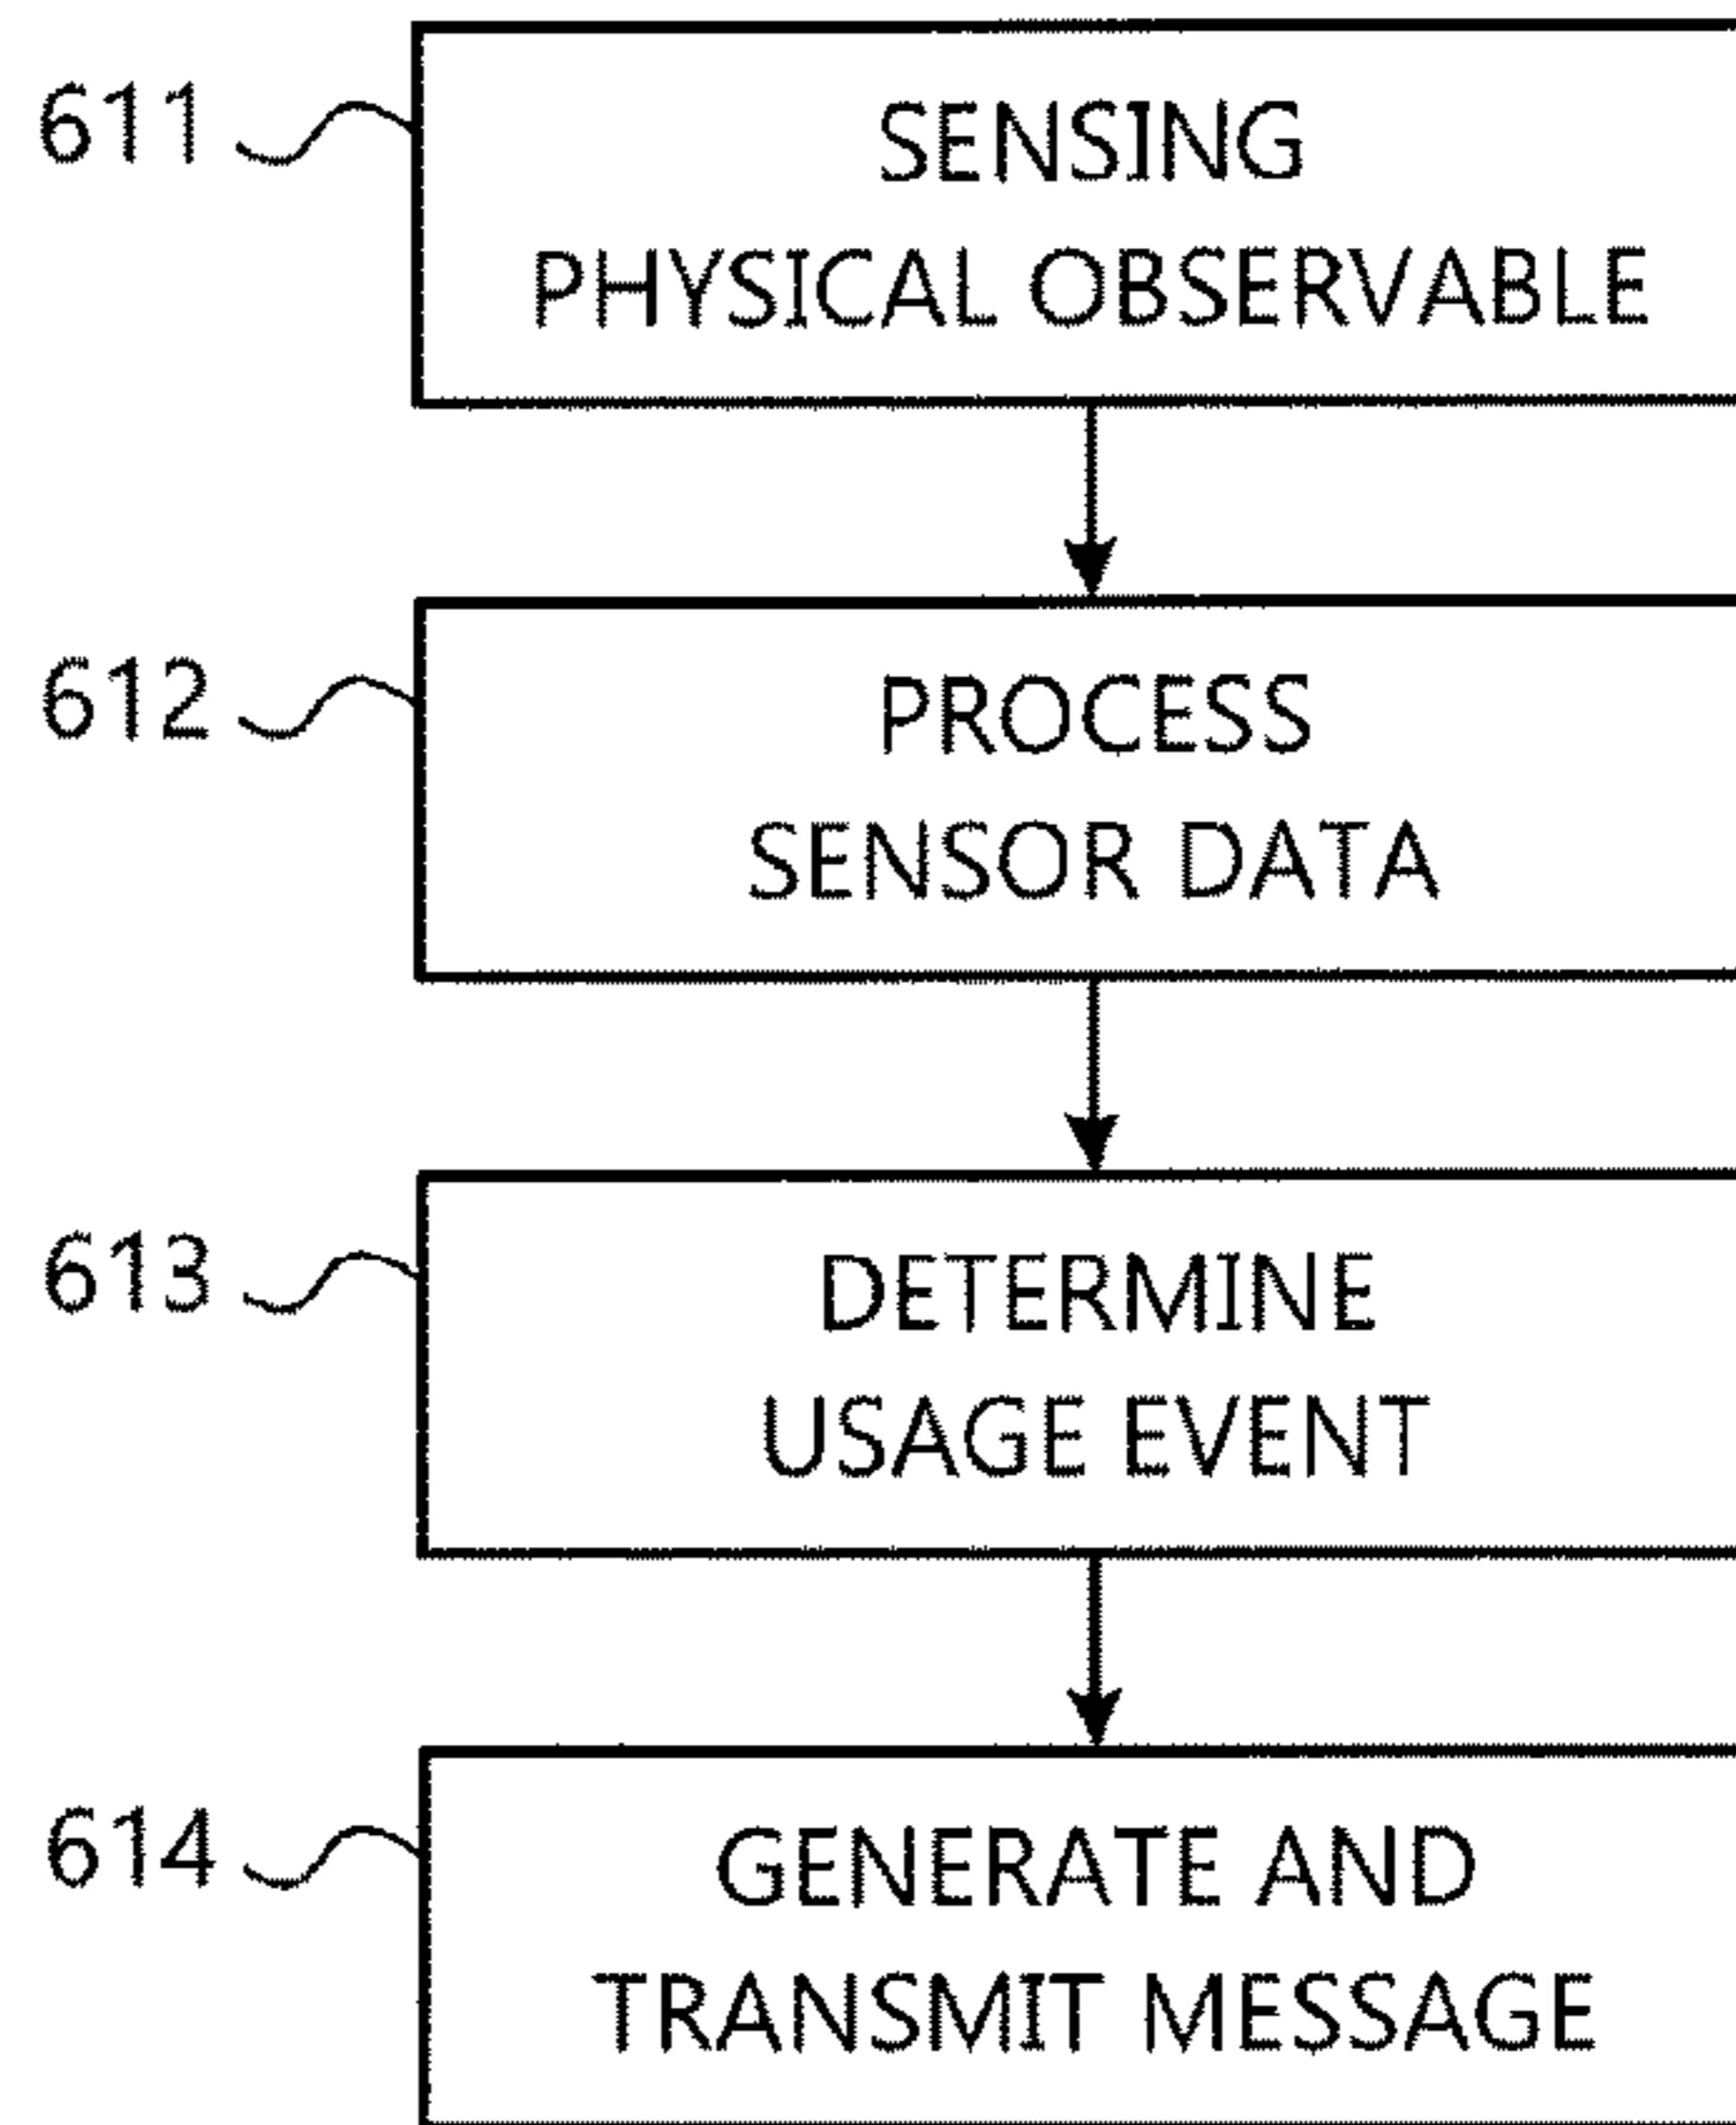 611
SENSING
PHYSICAL OBSERVABLE
612
PROCESS
SENSOR DATA
613
DETERMINE
USAGE EVENT
614
GENERATE AND
TRANSMIT MESSAGE